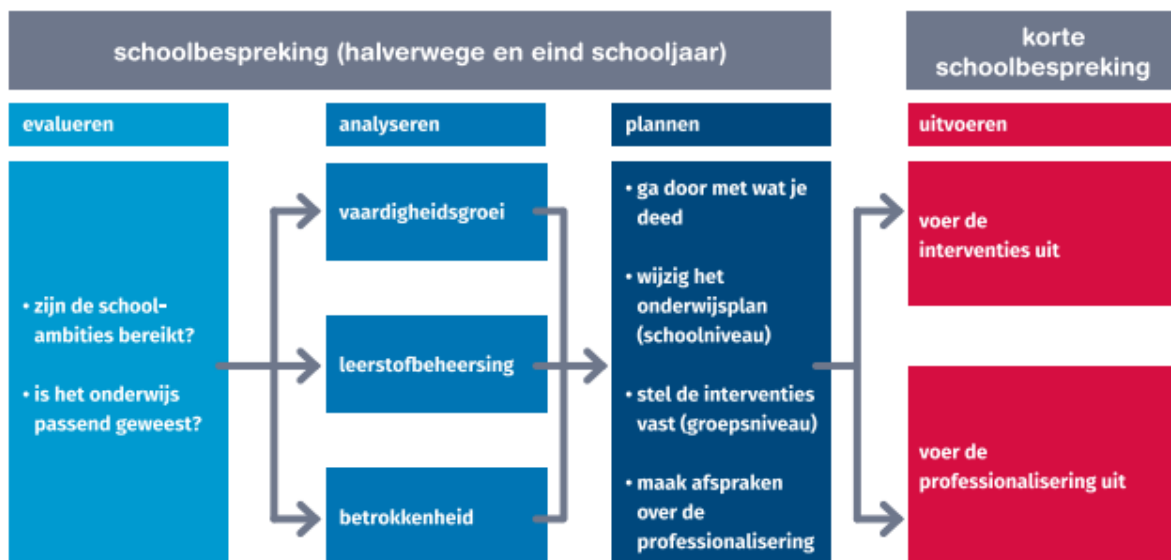 schoolbespreking (halverwege en eind schooljaar)
korte
schoolbespreking
evalueren
analyseren
plannen
uitvoeren
• zijn de school-
ambities bereikt?
• is het onderwijs
passend geweest?
vaardigheidsgroei
leerstofbeheersing
betrokkenheid
• ga door met wat je
deed
• wijzig het
onderwijsplan
(schoolniveau)
• stel de interventies
vast (groepsniveau)
• maak afspraken
over de
professionalisering
voer de
interventies uit
voer de
professionalisering uit